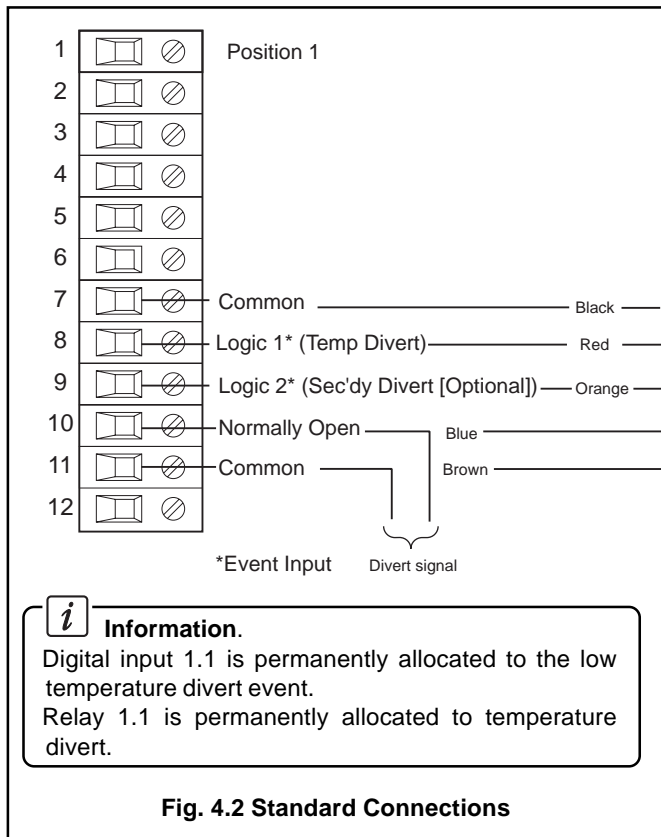 1 Position 1
2
3
4
5
6
7 Common Black
8 Logic 1* (Temp Divert) Red
9 Logic 2* (Sec'dy Divert [Optional]) Orange
10 Normally Open Blue
11 Common Brown
12
*Event Input Divert signal
i Information.
Digital input 1.1 is permanently allocated to the low
temperature divert event.
Relay 1.1 is permanently allocated to temperature
divert.
Fig. 4.2 Standard Connections